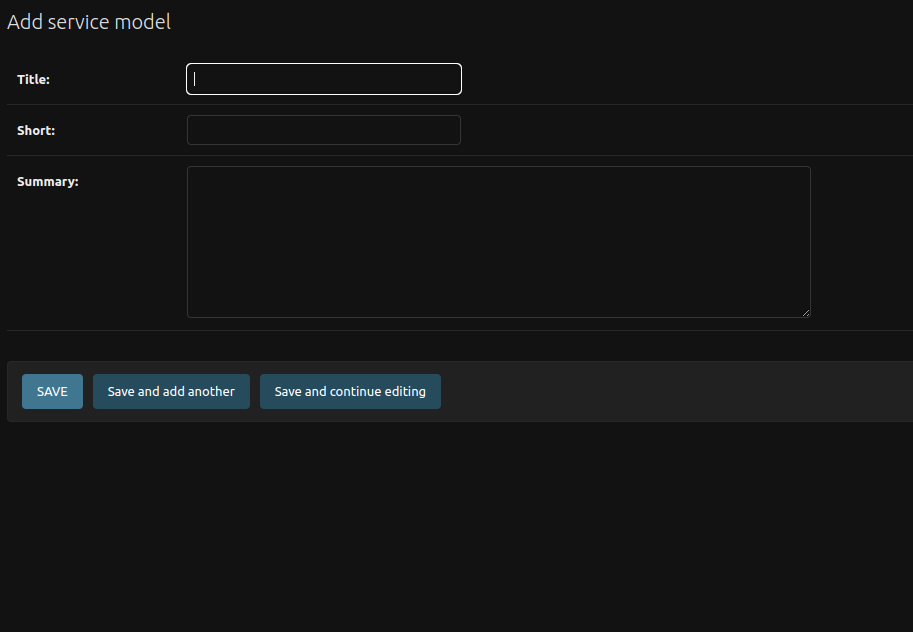 Add service model
Title:
Short:
Summary:
SAVE Save and add another Save and continue editing